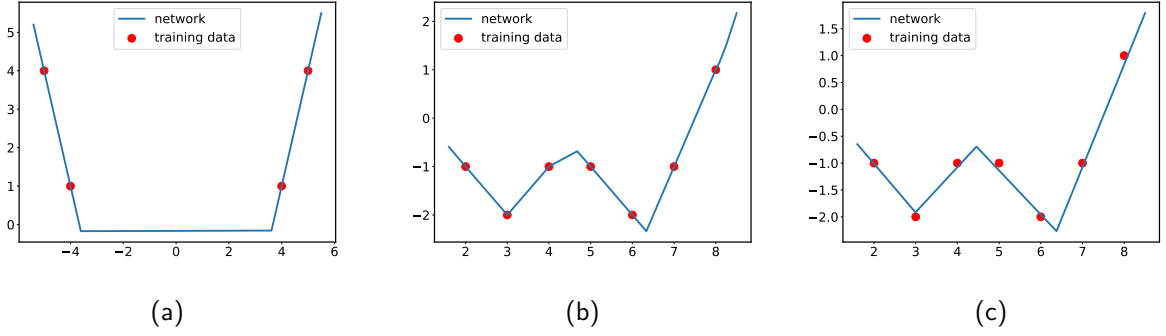 network
training data
5
4
3
2
1
0
−4 −2 0 2 4 6
(a)
network
training data
2
1
0
−1
−2
2 3 4 5 6 7 8
(b)
network
training data
1.5
1.0
0.5
0.0
−0.5
−1.0
−1.5
−2.0
2 3 4 5 6 7 8
(c)